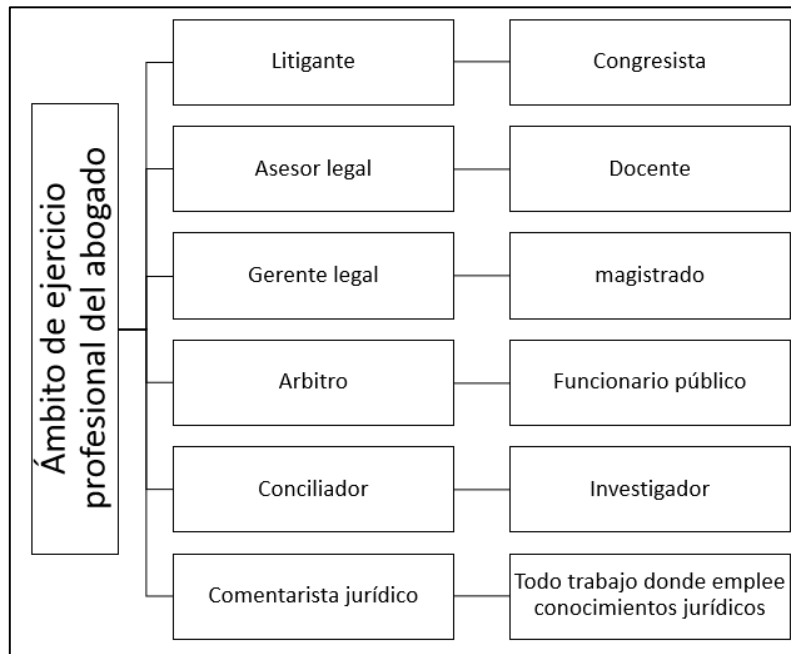 Ámbito de ejercicio
profesional del abogado
Litigante
Congresista
Asesor legal
Docente
Gerente legal
magistrado
Arbitro
Funcionario público
Conciliador
Investigador
Comentarista jurídico
Todo trabajo donde emplee
conocimientos jurídicos